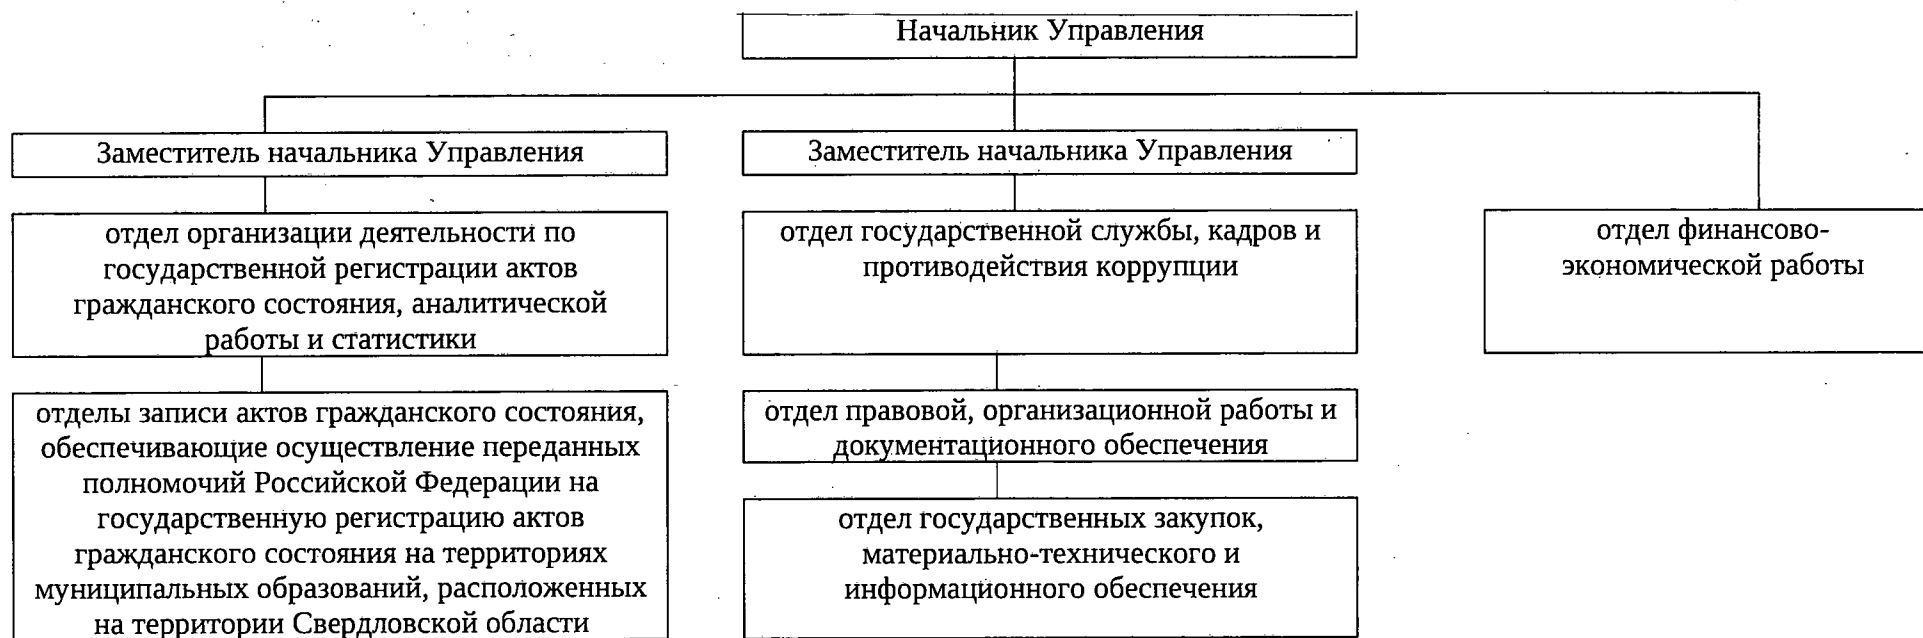 Начальник Управления
Заместитель начальника Управления
Заместитель начальника Управления
отдел организации деятельности по
государственной регистрации актов
гражданского состояния, аналитической
работы и статистики
отдел государственной службы, кадров и
противодействия коррупции
отдел финансово-
экономической работы
отделы записи актов гражданского состояния,
обеспечивающие осуществление переданных
полномочий Российской Федерации на
государственную регистрацию актов
гражданского состояния на территориях
муниципальных образований, расположенных
на территории Свердловской области
отдел правовой, организационной работы и
документационного обеспечения
отдел государственных закупок,
материально-технического и
информационного обеспечения